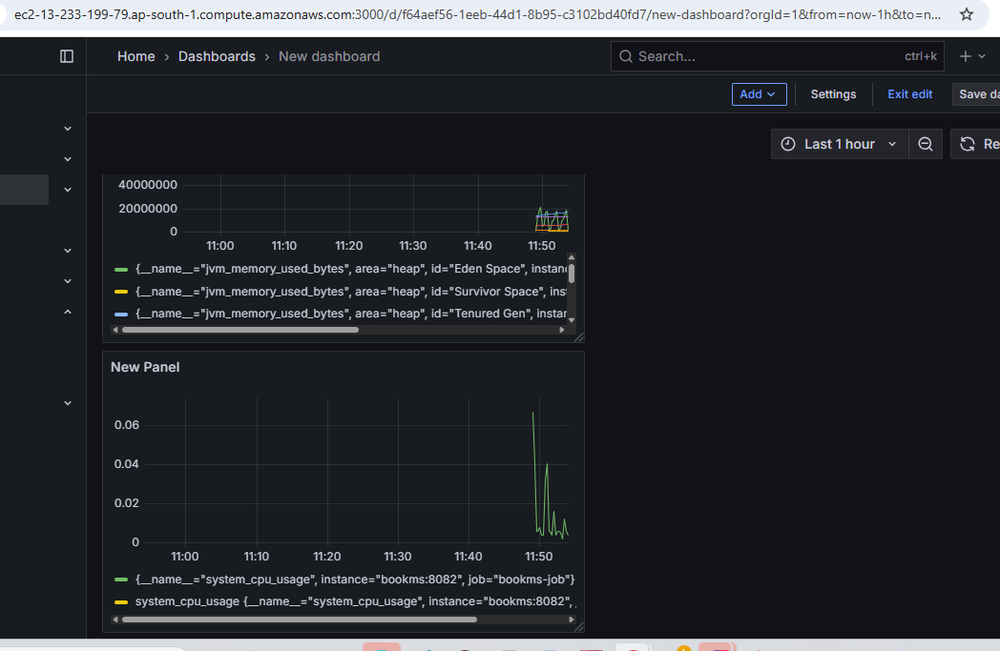 ec2-13-233-199-79.ap-south-1.compute.amazonaws.com:3000/d/f64aef56-1eeb-44d1-8b95-c3102bd40fd7/new-dashboard?orgId=1&from=now-1h&to=n...
Home › Dashboards › New dashboard
Search...
ctrl+k
Add
Settings
Exit edit
Save da
Last 1 hour
Re
40000000
20000000
0
11:00 11:10 11:20 11:30 11:40 11:50
{__name__="jvm_memory_used_bytes", area="heap", id="Eden Space", instan
{__name__="jvm_memory_used_bytes", area="heap", id="Survivor Space", ins
{__name__="jvm_memory_used_bytes", area="heap", id="Tenured Gen", instar
New Panel
0.06
0.04
0.02
0
11:00 11:10 11:20 11:30 11:40 11:50
{__name__="system_cpu_usage", instance="bookms:8082", job="bookms-job"}
system_cpu_usage {__name__="system_cpu_usage", instance="bookms:8082",